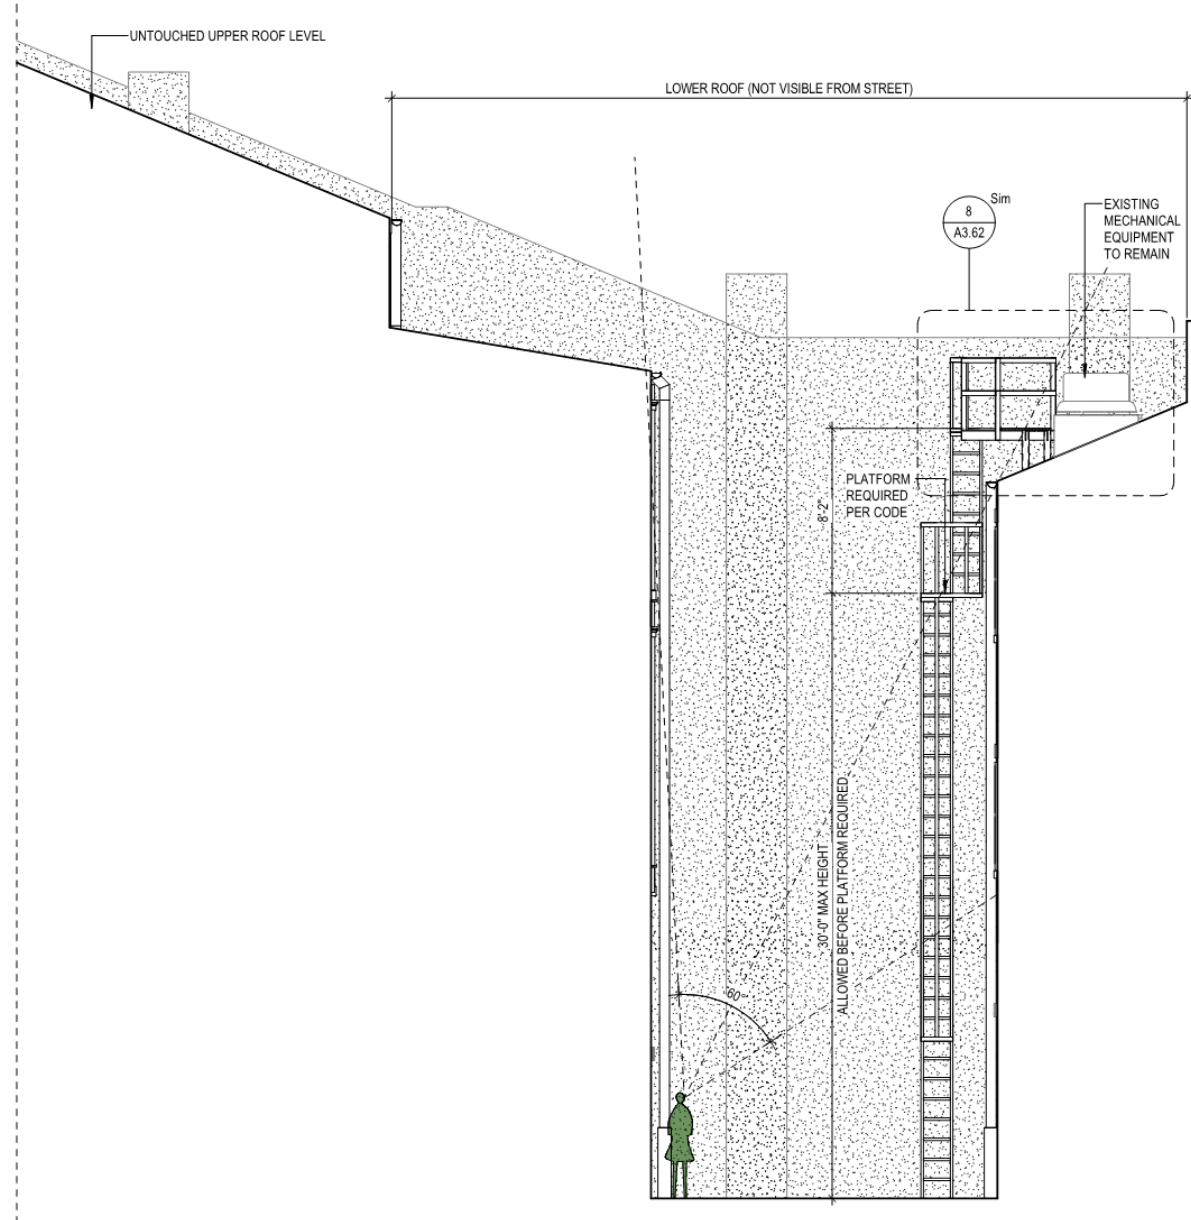 UNTOUCHED UPPER ROOF LEVEL
LOWER ROOF (NOT VISIBLE FROM STREET)
Sim
8
A3.62
EXISTING
MECHANICAL
EQUIPMENT
TO REMAIN
PLATFORM
REQUIRED
PER CODE
8'-2"
30'-0" MAX HEIGHT
ALLOWED BEFORE PLATFORM REQUIRED
60°